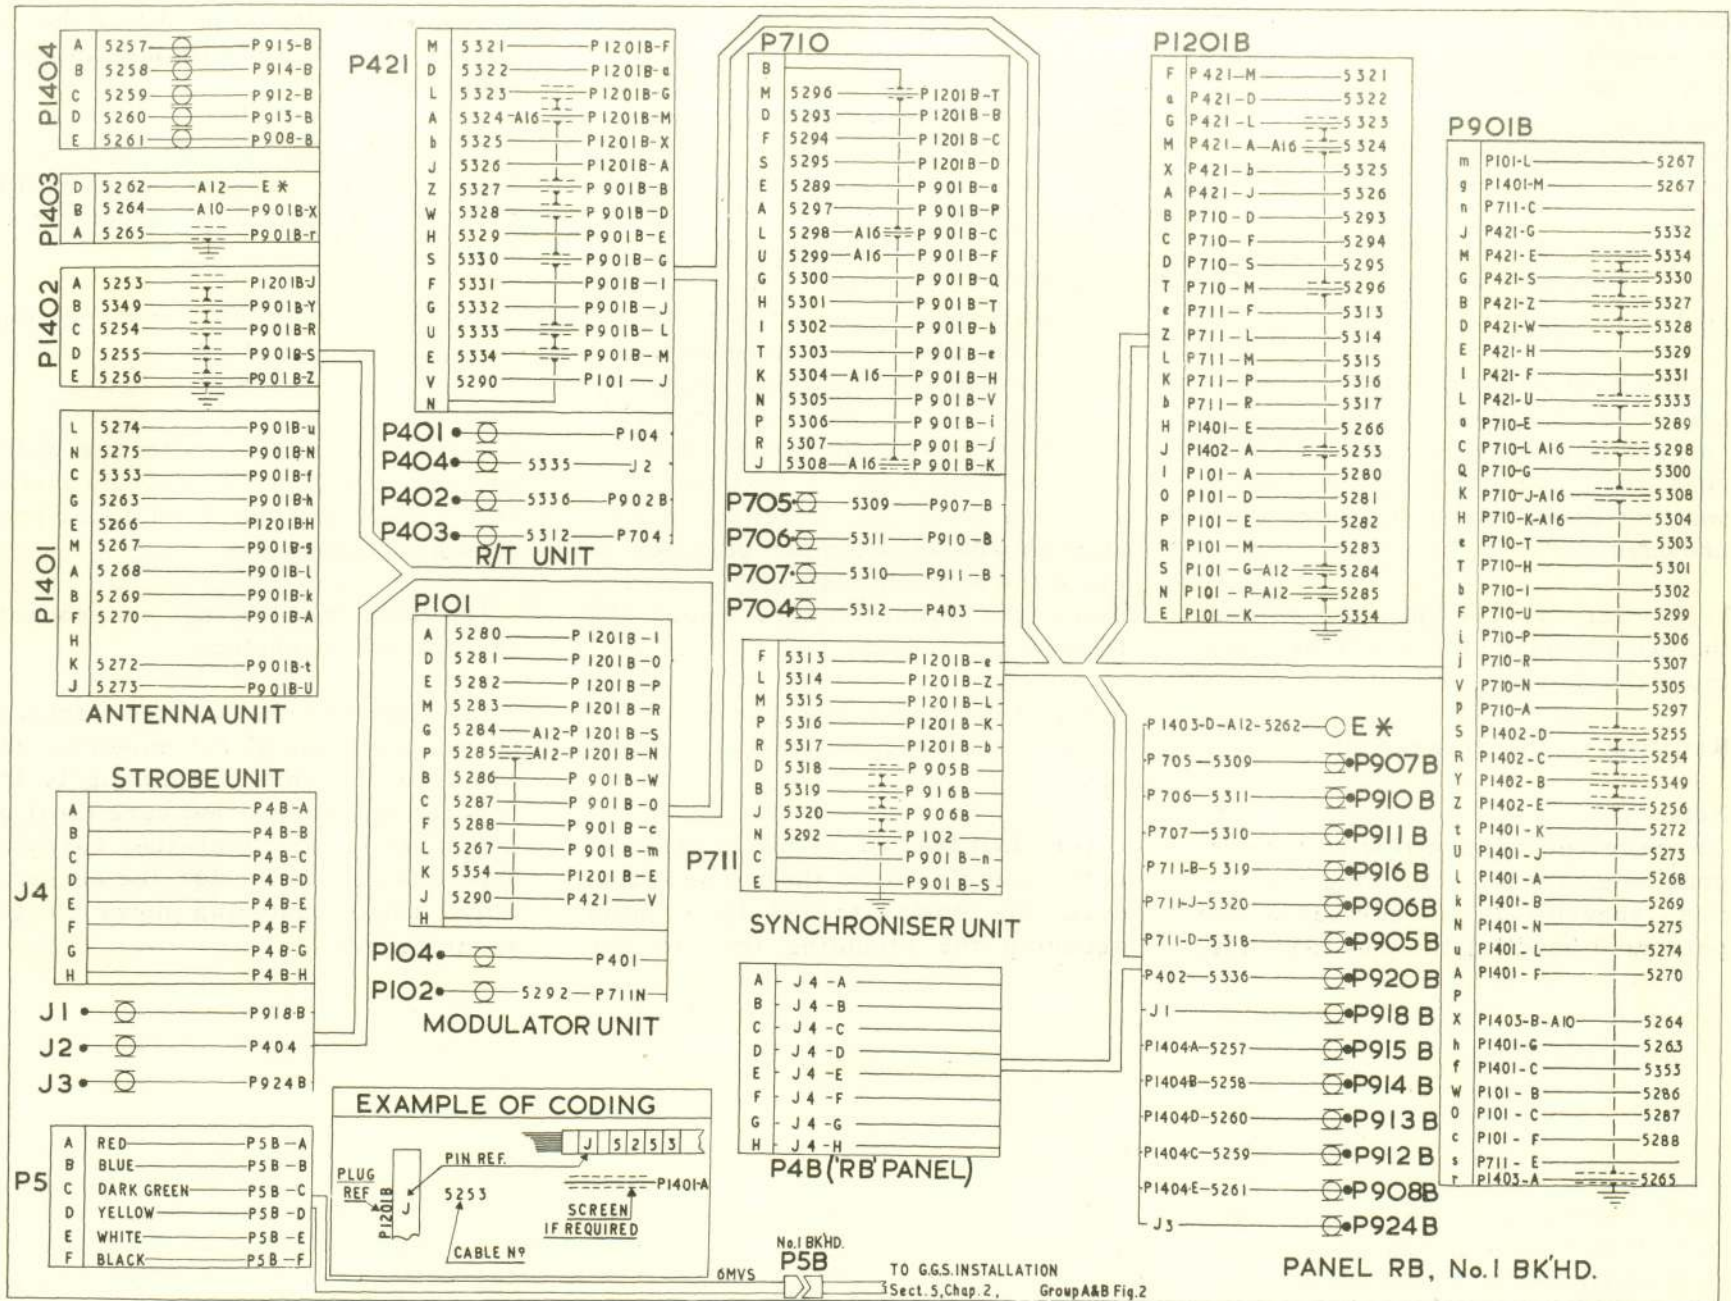 P1404
A 5257 P915-B
B 5258 P914-B
C 5259 P912-B
D 5260 P913-B
E 5261 P908-B
P1403
D 5262 A12 E *
B 5264 A10 P901B-X
A 5265 P901B-r
P1402
A 5253 P1201B-J
B 5349 P901B-Y
C 5254 P901B-R
D 5255 P901B-S
E 5256 P901B-Z
P1401
L 5274 P901B-u
N 5275 P901B-N
C 5353 P901B-f
G 5263 P901B-h
E 5266 P1201B-H
M 5267 P901B-g
A 5268 P901B-L
B 5269 P901B-k
F 5270 P901B-A
H
K 5272 P901B-t
J 5273 P901B-U
ANTENNA UNIT
STROBE UNIT
J4
A P4B-A
B P4B-B
C P4B-C
D P4B-D
E P4B-E
F P4B-F
G P4B-G
H P4B-H
J1 P918B
J2 P404
J3 P924B
P5
A RED P5B-A
B BLUE P5B-B
C DARK GREEN P5B-C
D YELLOW P5B-D
E WHITE P5B-E
F BLACK P5B-F
P421
M 5321 P1201B-F
D 5322 P1201B-a
L 5323 P1201B-G
A 5324-A16 P1201B-M
b 5325 P1201B-X
J 5326 P1201B-A
Z 5327 P901B-B
W 5328 P901B-D
H 5329 P901B-E
S 5330 P901B-G
F 5331 P901B-I
G 5332 P901B-J
U 5333 P901B-L
E 5334 P901B-M
V 5290 P101-J
N
P401 P104
P404 5335 J2
P402 5336 P902B
P403 5312 P704
R/T UNIT
P101
A 5280 P1201B-I
D 5281 P1201B-O
E 5282 P1201B-P
M 5283 P1201B-R
G 5284 A12-P1201B-S
P 5285 A12-P1201B-N
B 5286 P901B-W
C 5287 P901B-O
F 5288 P901B-c
L 5267 P901B-m
K 5354 P1201B-E
J 5290 P421-V
H
P104 P401
P102 5292-P711N
MODULATOR UNIT
EXAMPLE OF CODING
J 5253
PIN REF.
PLUG REF
P1201B
J
5253
P1401-A
SCREEN
IF REQUIRED
CABLE Nº
P710
B
M 5296 P1201B-T
D 5293 P1201B-B
F 5294 P1201B-C
S 5295 P1201B-D
E 5289 P901B-a
A 5297 P901B-P
L 5298-A16 P901B-C
U 5299-A16 P901B-F
G 5300 P901B-Q
H 5301 P901B-T
I 5302 P901B-b
T 5303 P901B-e
K 5304-A16-P901B-H
N 5305 P901B-V
P 5306 P901B-i
R 5307 P901B-j
J 5308-A16 P901B-K
P705 5309 P907-B
P706 5311 P910-B
P707 5310 P911-B
P704 5312 P403
P711
F 5313 P1201B-e
L 5314 P1201B-Z
M 5315 P1201B-L
P 5316 P1201B-K
R 5317 P1201B-b
D 5318 P905B
B 5319 P916B
J 5320 P906B
N 5292 P102
C P901B-n
E P901B-S
SYNCHRONISER UNIT
A J4-A
B J4-B
C J4-C
D J4-D
E J4-E
F J4-F
G J4-G
H J4-H
P4B ('RB' PANEL)
6MVS
No.1 BK'HD.
P5B
TO G.G.S. INSTALLATION
Sect. 5, Chap. 2, Group A&B Fig. 2
P1201B
F P421-M 5321
a P421-D 5322
G P421-L 5323
M P421-A-A16 5324
X P421-b 5325
A P421-J 5326
B P710-D 5293
C P710-F 5294
D P710-S 5295
T P710-M 5296
e P711-F 5313
Z P711-L 5314
L P711-M 5315
K P711-P 5316
b P711-R 5317
H P1401-E 5266
J P1402-A 5253
I P101-A 5280
O P101-D 5281
P P101-E 5282
R P101-M 5283
S P101-G-A12 5284
N P101-P-A12 5285
E P101-K 5354
P1403-D-A12-5262 E *
P705-5309 P907B
P706-5311 P910B
P707-5310 P911B
P711-B-5319 P916B
P711-J-5320 P906B
P711-D-5318 P905B
P402-5336 P920B
J1 P918B
P1404A-5257 P915B
P1404B-5258 P914B
P1404D-5260 P913B
P1404C-5259 P912B
P1404E-5261 P908B
J3 P924B
P901B
m P101-L 5267
g P1401-M 5267
n P711-C
J P421-G 5332
M P421-E 5334
G P421-S 5330
B P421-Z 5327
D P421-W 5328
E P421-H 5329
I P421-F 5331
L P421-U 5333
a P710-E 5289
C P710-L A16 5298
Q P710-G 5300
K P710-J-A16 5308
H P710-K-A16 5304
e P710-T 5303
T P710-H 5301
b P710-I 5302
F P710-U 5299
i P710-P 5306
j P710-R 5307
V P710-N 5305
P P710-A 5297
S P1402-D 5255
R P1402-C 5254
Y P1402-B 5349
Z P1402-E 5256
t P1401-K 5272
U P1401-J 5273
L P1401-A 5268
k P1401-B 5269
N P1401-N 5275
u P1401-L 5274
A P1401-F 5270
P
X P1403-B-A10 5264
h P1401-G 5263
f P1401-C 5353
W P101-B 5286
O P101-C 5287
c P101-F 5288
s P711-E
r P1403-A 5265
PANEL RB, No.1 BK'HD.